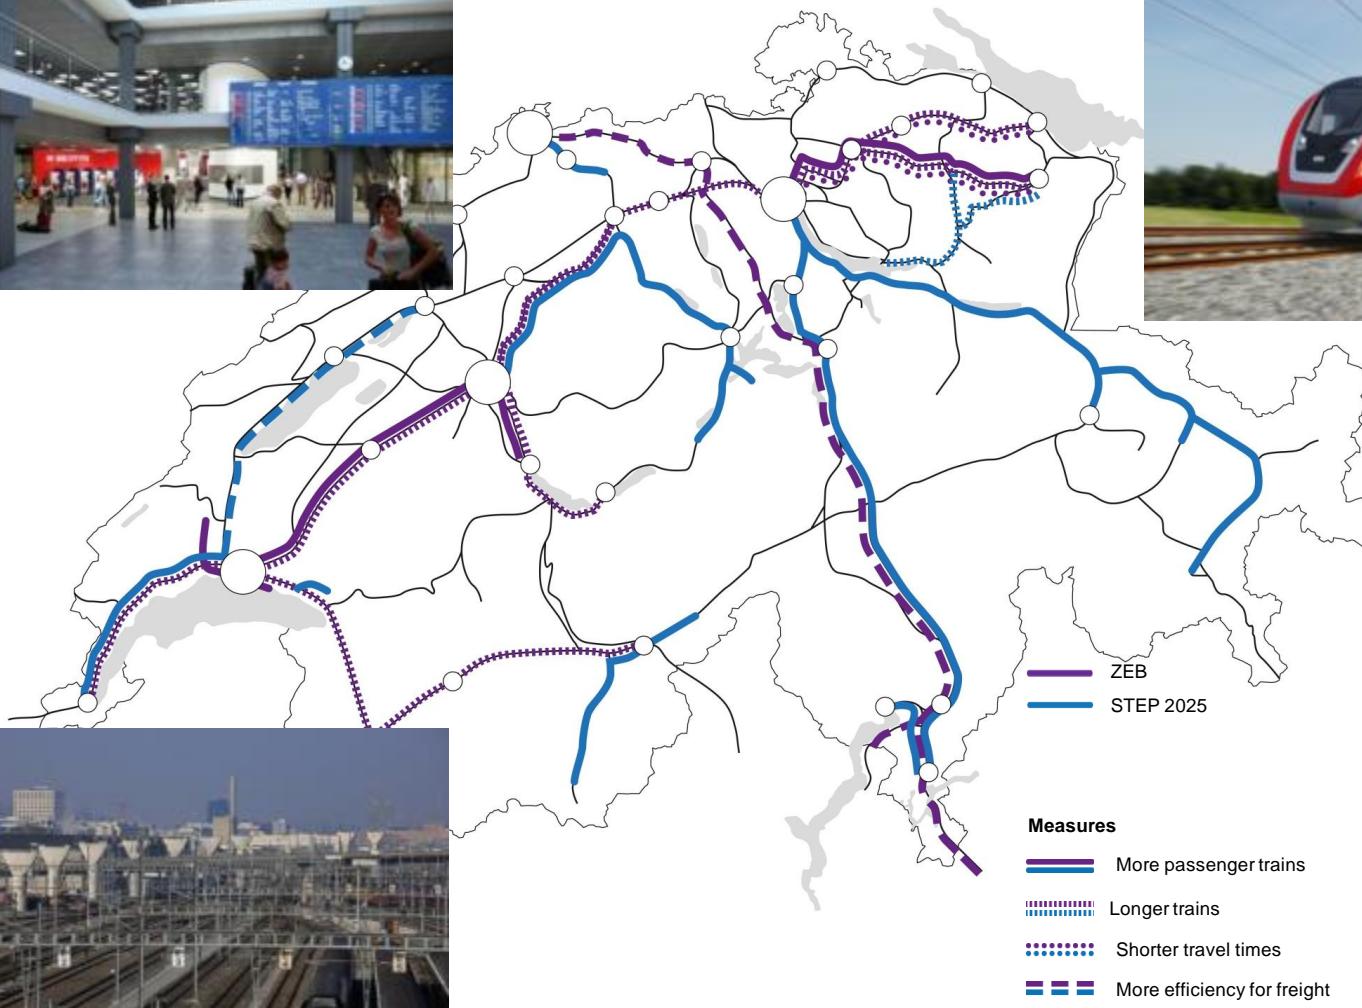 ZEB
STEP 2025
Measures
More passenger trains
Longer trains
Shorter travel times
More efficiency for freight